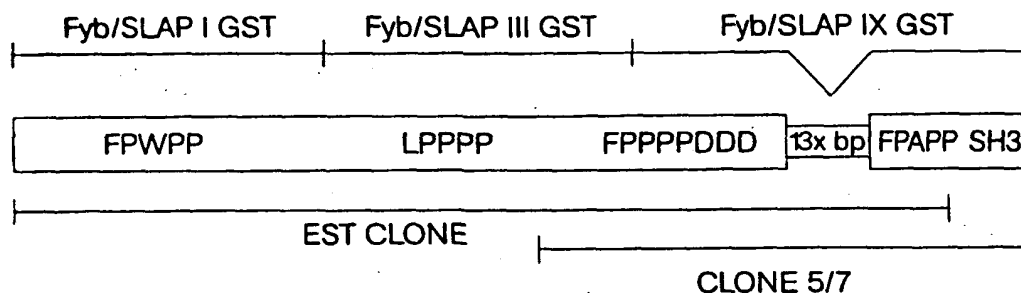 Fyb/SLAP I GST Fyb/SLAP III GST Fyb/SLAP IX GST
FPWPP LPPPP FPPPPDDD 13x bp FPAPP SH3
EST CLONE
CLONE 5/7